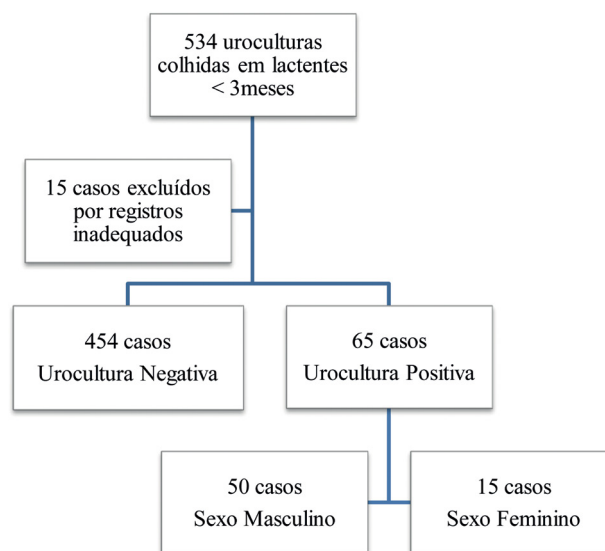 534 uroculturas
colhidas em lactentes
< 3meses
15 casos excluídos
por registros
inadequados
454 casos
Urocultura Negativa
65 casos
Urocultura Positiva
50 casos
Sexo Masculino
15 casos
Sexo Feminino